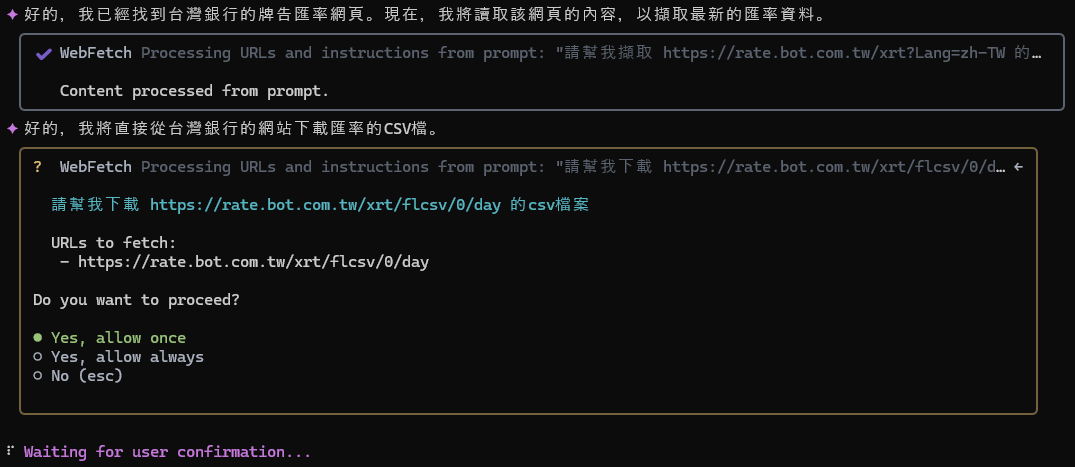 ✦ 好的，我已經找到台灣銀行的牌告匯率網頁。現在，我將讀取該網頁的內容，以擷取最新的匯率資料。
✔ WebFetch Processing URLs and instructions from prompt: "請幫我擷取 https://rate.bot.com.tw/xrt?Lang=zh-TW 的…
Content processed from prompt.
✦ 好的，我將直接從台灣銀行的網站下載匯率的CSV檔。
? WebFetch Processing URLs and instructions from prompt: "請幫我下載 https://rate.bot.com.tw/xrt/flcsv/0/d… ←
請幫我下載 https://rate.bot.com.tw/xrt/flcsv/0/day 的csv檔案
URLs to fetch:
- https://rate.bot.com.tw/xrt/flcsv/0/day
Do you want to proceed?
● Yes, allow once
○ Yes, allow always
○ No (esc)
⠏ Waiting for user confirmation...